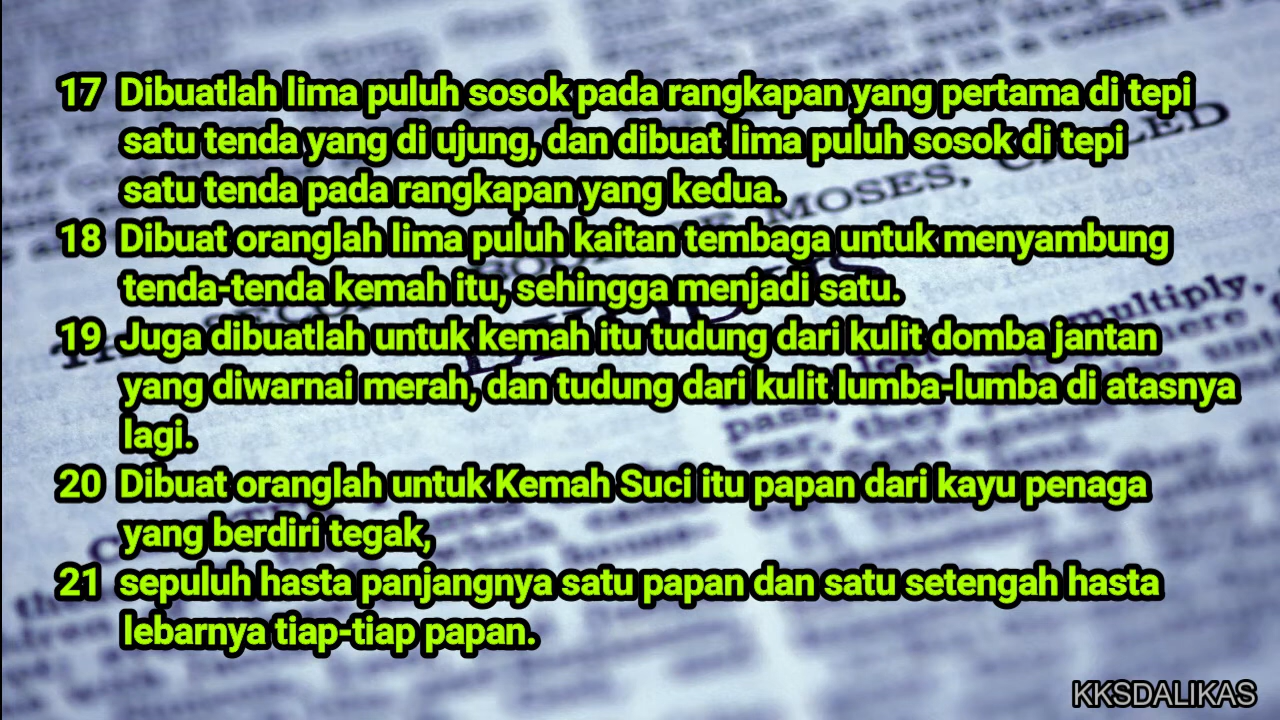 17 Dibuatlah lima puluh sosok pada rangkapan yang pertama di tepi
satu tenda yang di ujung, dan dibuat lima puluh sosok di tepi
satu tenda pada rangkapan yang kedua.
18 Dibuat oranglah lima puluh kaitan tembaga untuk menyambung
tenda-tenda kemah itu, sehingga menjadi satu.
19 Juga dibuatlah untuk kemah itu tudung dari kulit domba jantan
yang diwarnai merah, dan tudung dari kulit lumba-lumba di atasnya
lagi.
20 Dibuat oranglah untuk Kemah Suci itu papan dari kayu penaga
yang berdiri tegak,
21 sepuluh hasta panjangnya satu papan dan satu setengah hasta
lebarnya tiap-tiap papan.
MOSES,
multiply,
KKSDALIKAS